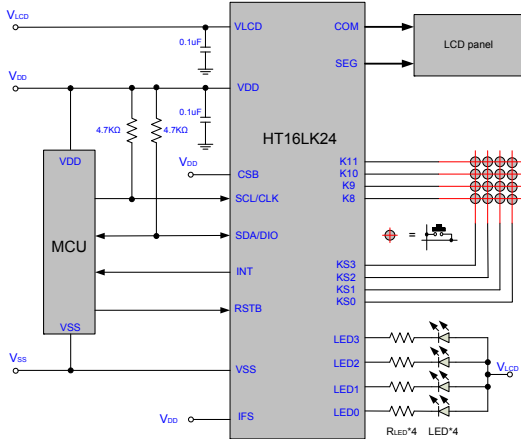 VLCD
VLCD
COM
LCD panel
0.1uF
SEG
VDD
VDD
4.7KΩ
4.7KΩ
0.1uF
HT16LK24
VDD
MCU
VSS
VDD
CSB
SCL/CLK
SDA/DIO
INT
RSTB
K11
K10
K9
K8
=
KS3
KS2
KS1
KS0
LED3
LED2
LED1
LED0
VLCD
VSS
VSS
VDD
IFS
RLED*4
LED*4